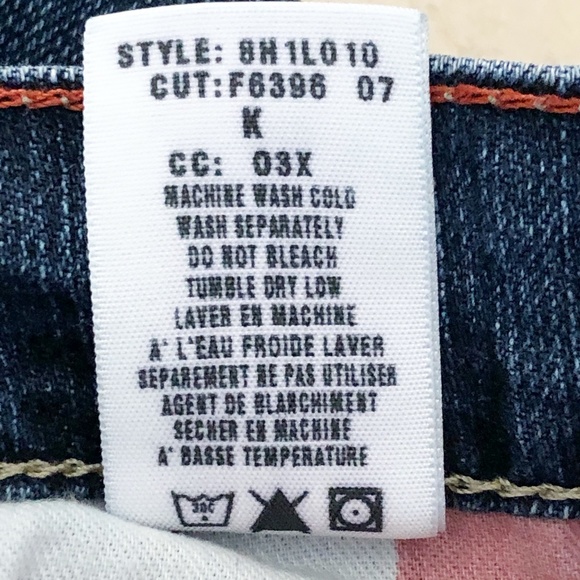 STYLE: 8H1L010
CUT: F6396 07
K
CC: 03X
MACHINE WASH COLD
WASH SEPARATELY
DO NOT BLEACH
TUMBLE DRY LOW
LAVER EN MACHINE
A' L'EAU FROIDE LAVER
SEPAREMENT NE PAS UTILISER
AGENT DE BLANCHIMENT
SECHER EN MACHINE
A' BASSE TEMPERATURE